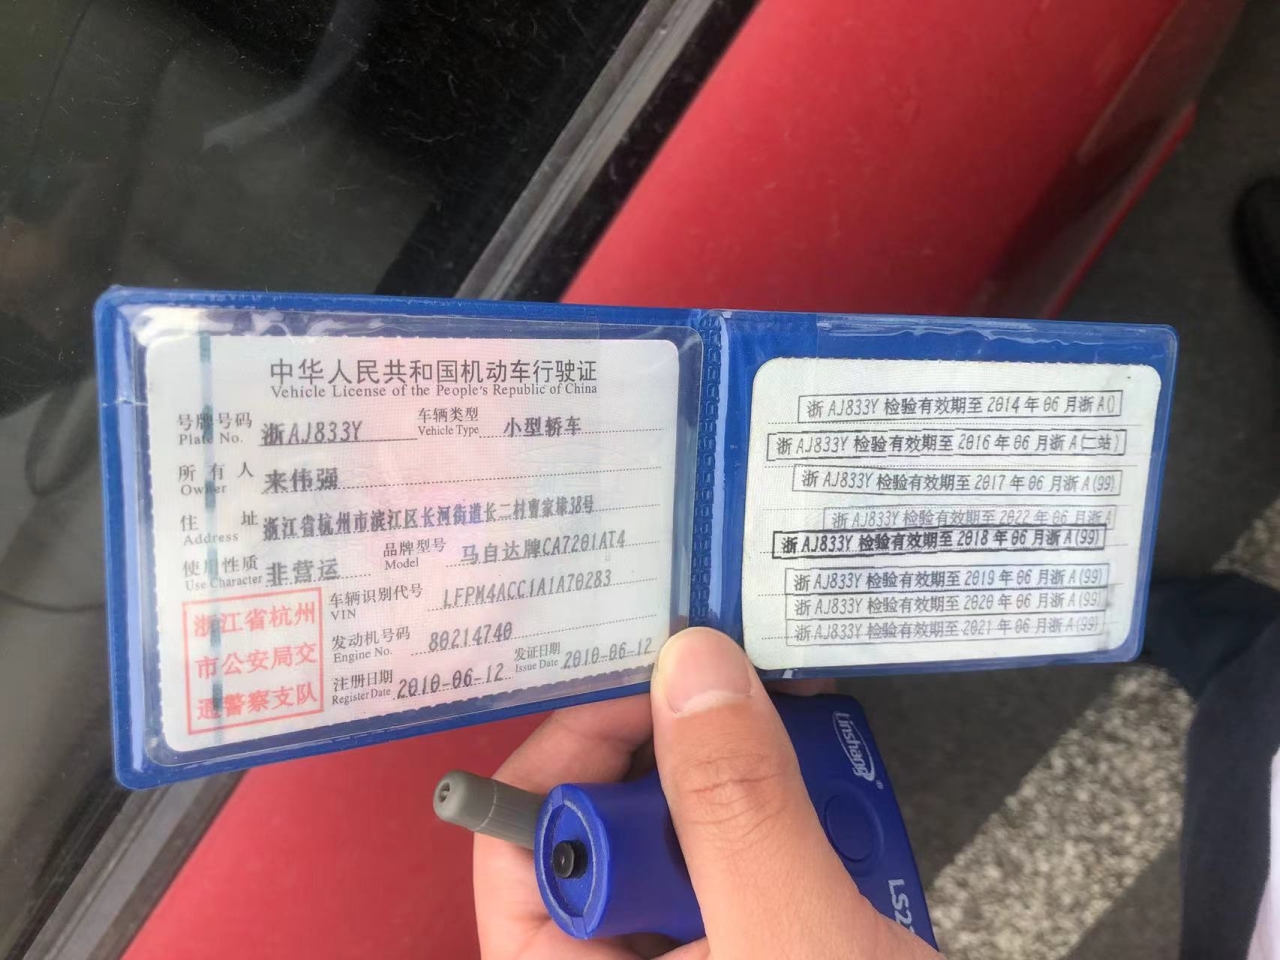 中华人民共和国机动车行驶证
Vehicle License of the People's Republic of China
号牌号码 浙AJ833Y 车辆类型 小型轿车
Plate No. Vehicle Type
所有人 来伟强
Owner
住址 浙江省杭州市滨江区长河街道长二村曹家埭38号
Address
使用性质 非营运 品牌型号 马自达牌CA7201AT4
Use Character Model
车辆识别代号 LFPM4ACC1A1A70283
VIN
发动机号码 80214740
Engine No.
注册日期 2010-06-12 发证日期 2010-06-12
Register Date Issue Date
浙江省杭州
市公安局交
通警察支队
浙AJ833Y 检验有效期至 2014年 06月浙A()
浙AJ833Y 检验有效期至 2016年 06月浙A(二站)
浙AJ833Y 检验有效期至 2017年 06月浙A(99)
浙AJ833Y 检验有效期至 2022年 06月浙A
浙AJ833Y 检验有效期至 2018年 06月浙A(99)
浙AJ833Y 检验有效期至 2019年 06月浙A(99)
浙AJ833Y 检验有效期至 2020年 06月浙A(99)
浙AJ833Y 检验有效期至 2021年 06月浙A(99)
Linshang